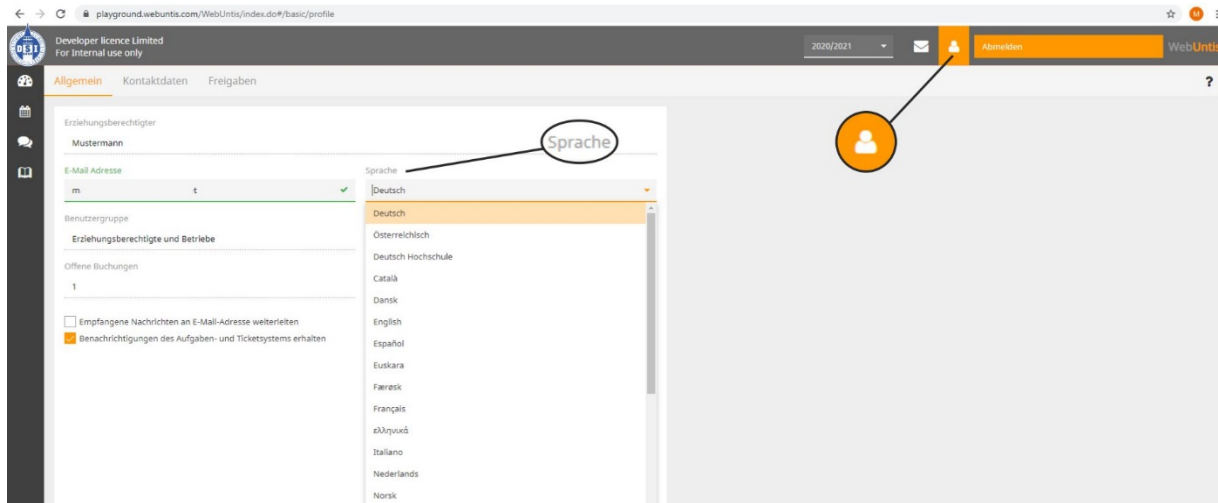 playground.webuntis.com/WebUntis/index.do#/basic/profile
M
DEJI
Developer licence Limited
For Internal use only
2020/2021
Abmelden
WebUntis
Allgemein Kontaktdaten Freigaben
?
Erziehungsberechtigter
Mustermann
Sprache
E-Mail Adresse
Sprache
m t
Deutsch
Benutzergruppe
Erziehungsberechtigte und Betriebe
Offene Buchungen
1
Empfangene Nachrichten an E-Mail-Adresse weiterleiten
Benachrichtigungen des Aufgaben- und Ticketsystems erhalten
Deutsch
Österreichisch
Deutsch Hochschule
Català
Dansk
English
Español
Euskara
Færøsk
Français
ελληνικά
Italiano
Nederlands
Norsk